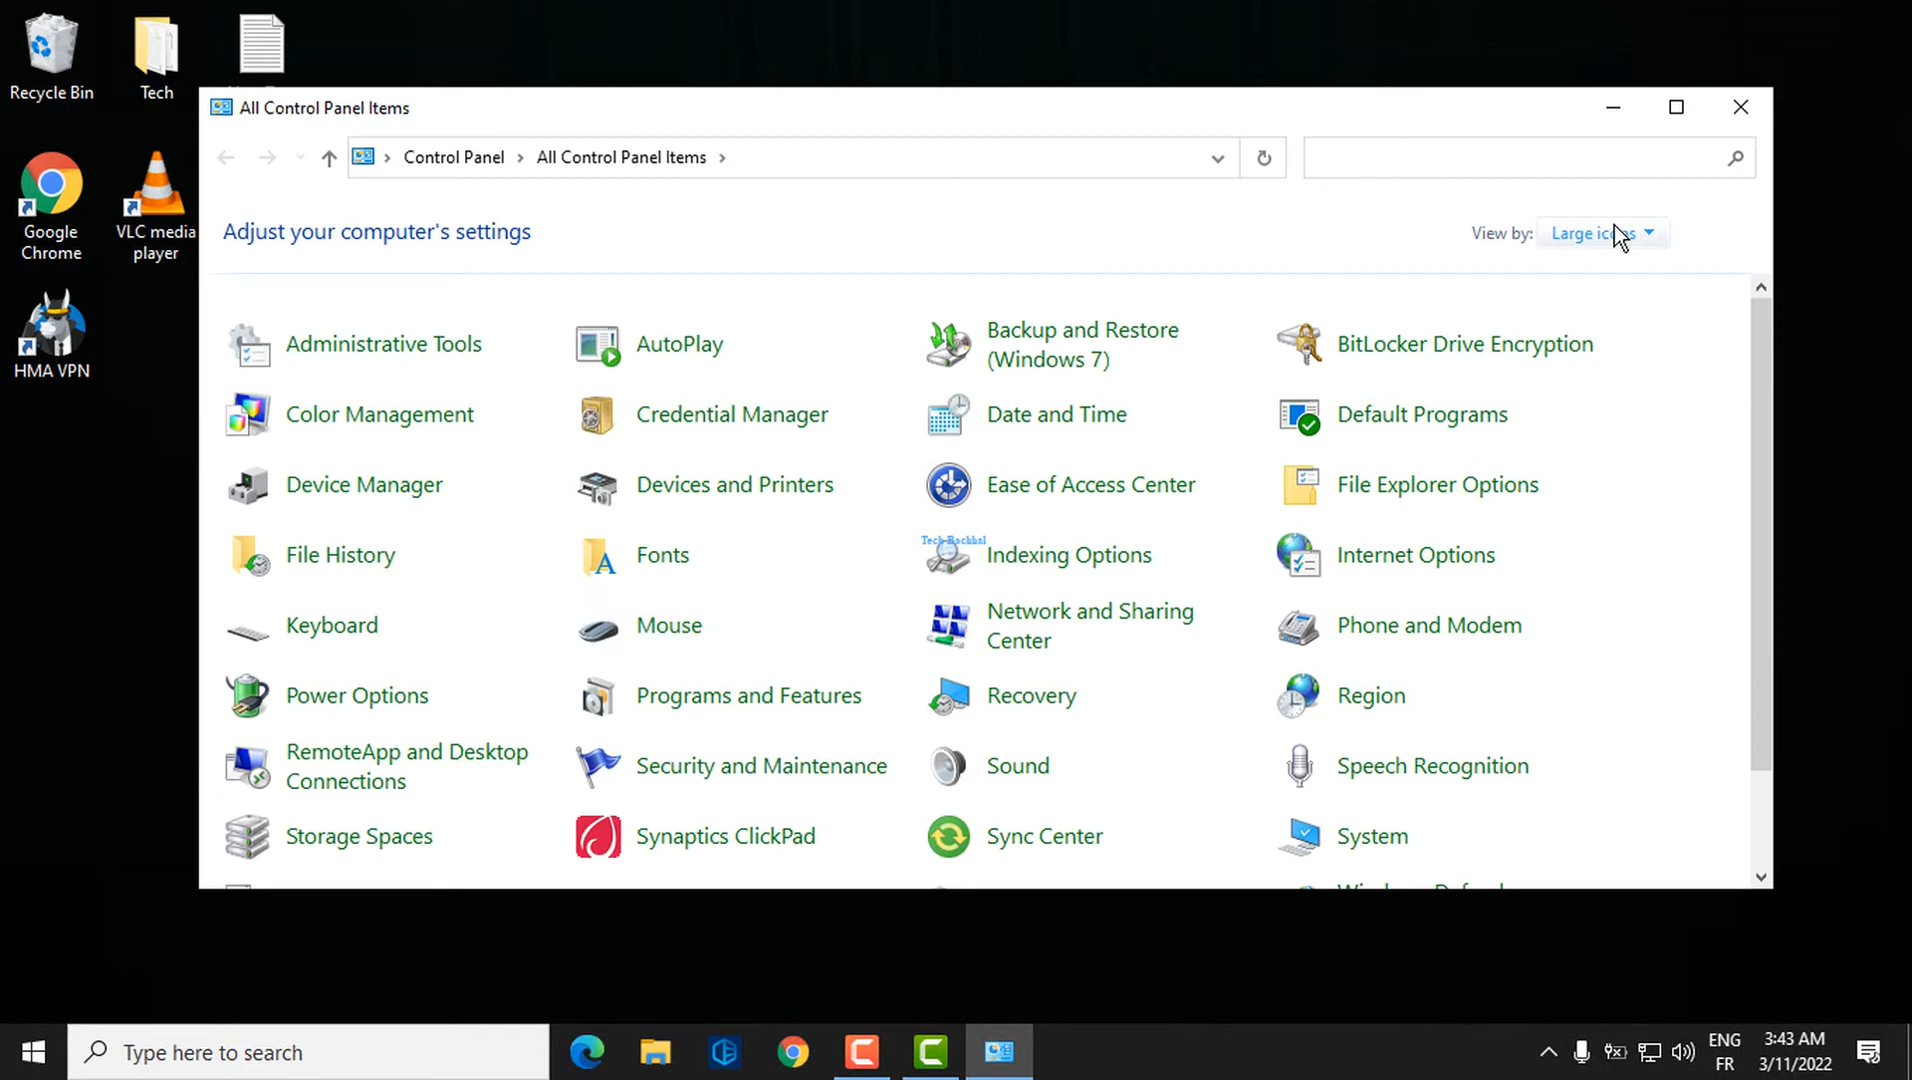 Recycle Bin
Tech
Google
Chrome
VLC media
player
HMA VPN
All Control Panel Items
Control Panel
All Control Panel Items
Adjust your computer's settings
View by:
Large icons
Administrative Tools
AutoPlay
Backup and Restore
(Windows 7)
BitLocker Drive Encryption
Color Management
Credential Manager
Date and Time
Default Programs
Device Manager
Devices and Printers
Ease of Access Center
File Explorer Options
File History
Fonts
Tech Bachbsl
Indexing Options
Internet Options
Keyboard
Mouse
Network and Sharing
Center
Phone and Modem
Power Options
Programs and Features
Recovery
Region
RemoteApp and Desktop
Connections
Security and Maintenance
Sound
Speech Recognition
Storage Spaces
Synaptics ClickPad
Sync Center
System
Type here to search
ENG
FR
3:43 AM
3/11/2022